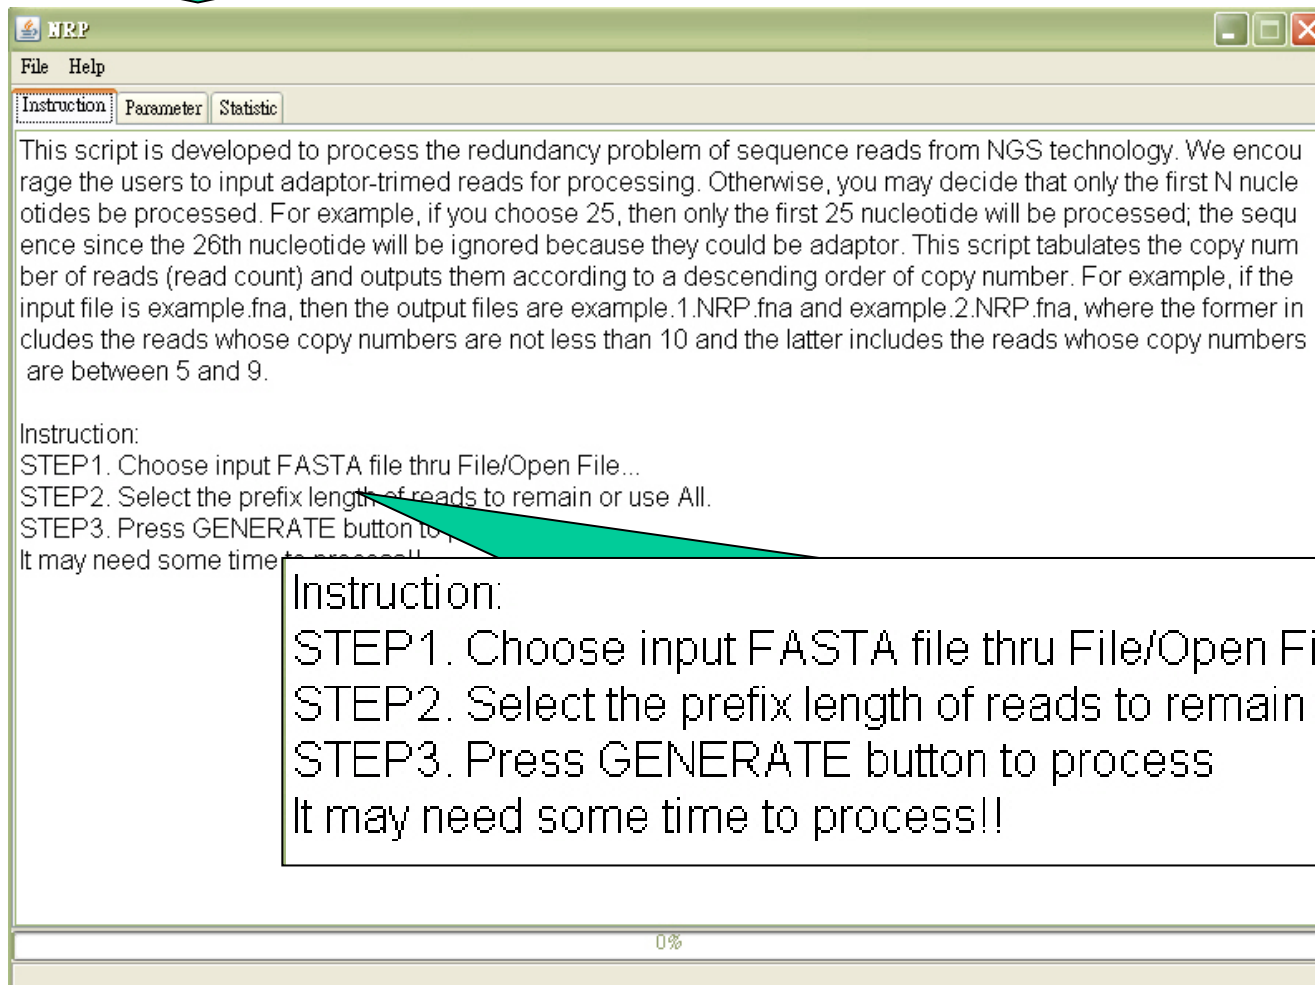 NRP
File Help
Instruction Parameter Statistic
This script is developed to process the redundancy problem of sequence reads from NGS technology. We encou
rage the users to input adaptor-trimed reads for processing. Otherwise, you may decide that only the first N nucle
otides be processed. For example, if you choose 25, then only the first 25 nucleotide will be processed; the sequ
ence since the 26th nucleotide will be ignored because they could be adaptor. This script tabulates the copy num
ber of reads (read count) and outputs them according to a descending order of copy number. For example, if the
input file is example.fna, then the output files are example.1.NRP.fna and example.2.NRP.fna, where the former in
cludes the reads whose copy numbers are not less than 10 and the latter includes the reads whose copy numbers
are between 5 and 9.
Instruction:
STEP1. Choose input FASTA file thru File/Open File...
STEP2. Select the prefix length of reads to remain or use All.
STEP3. Press GENERATE button to
It may need some time to process!!
Instruction:
STEP1. Choose input FASTA file thru File/Open Fi
STEP2. Select the prefix length of reads to remain
STEP3. Press GENERATE button to process
It may need some time to process!!
0%